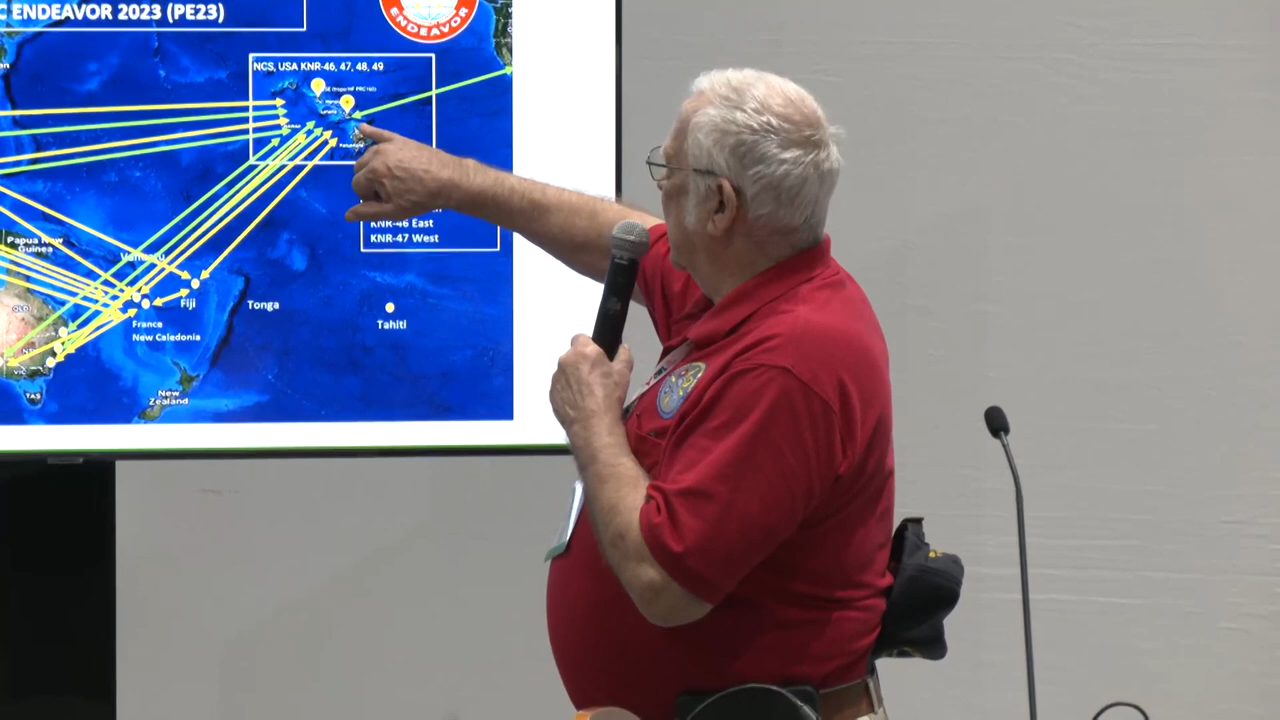 C ENDEAVOR 2023 (PE23)
ENDEAVOR
NCS, USA KNR-46, 47, 48, 49
KNR-46 East
KNR-47 West
Papua New
Guinea
Fiji
Tonga
Tahiti
QLD
France
New Caledonia
VIC
TAS
New
Zealand